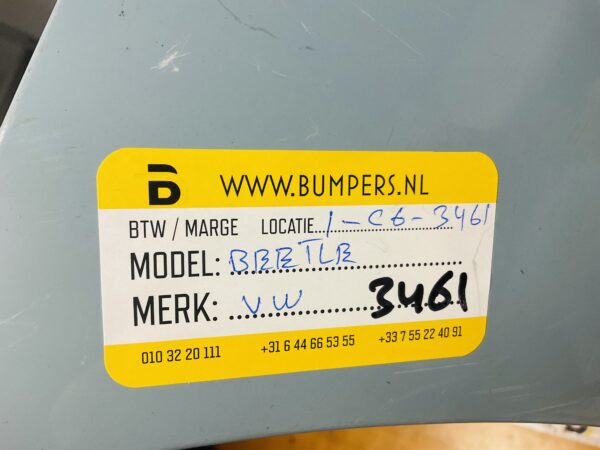 B WWW.BUMPERS.NL
BTW / MARGE LOCATIE 1-C6-3461
MODEL: BEETLE
MERK: VW 3461
010 32 20 111 +31 6 44 66 53 55 +33 7 55 22 40 91